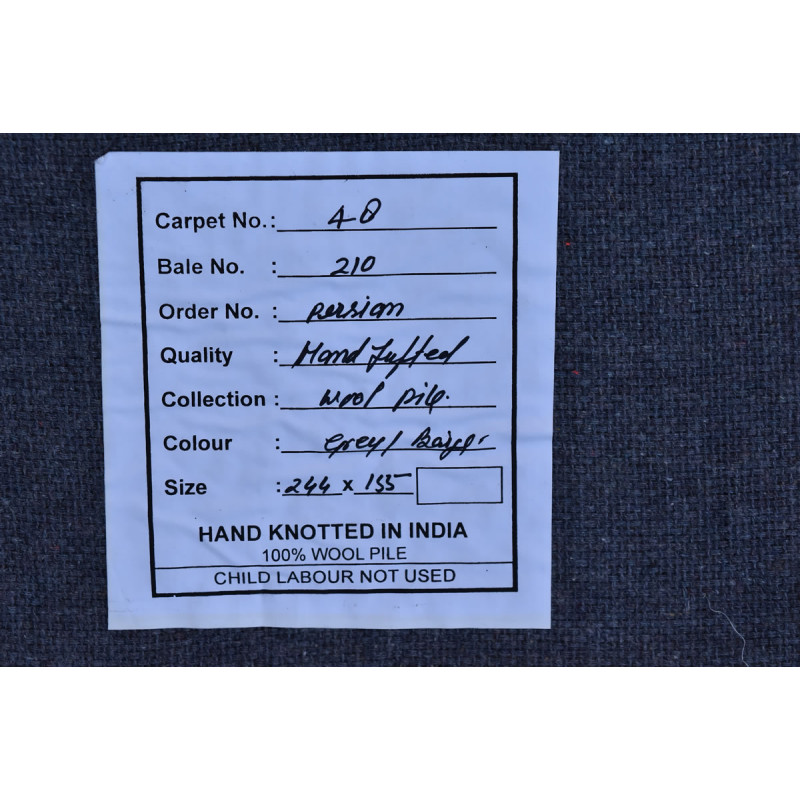 Carpet No.: 40
Bale No. : 210
Order No. : persian
Quality : Hand Tufted
Collection : wool pile.
Colour : Grey/ Baige.
Size : 244 x 155
HAND KNOTTED IN INDIA
100% WOOL PILE
CHILD LABOUR NOT USED